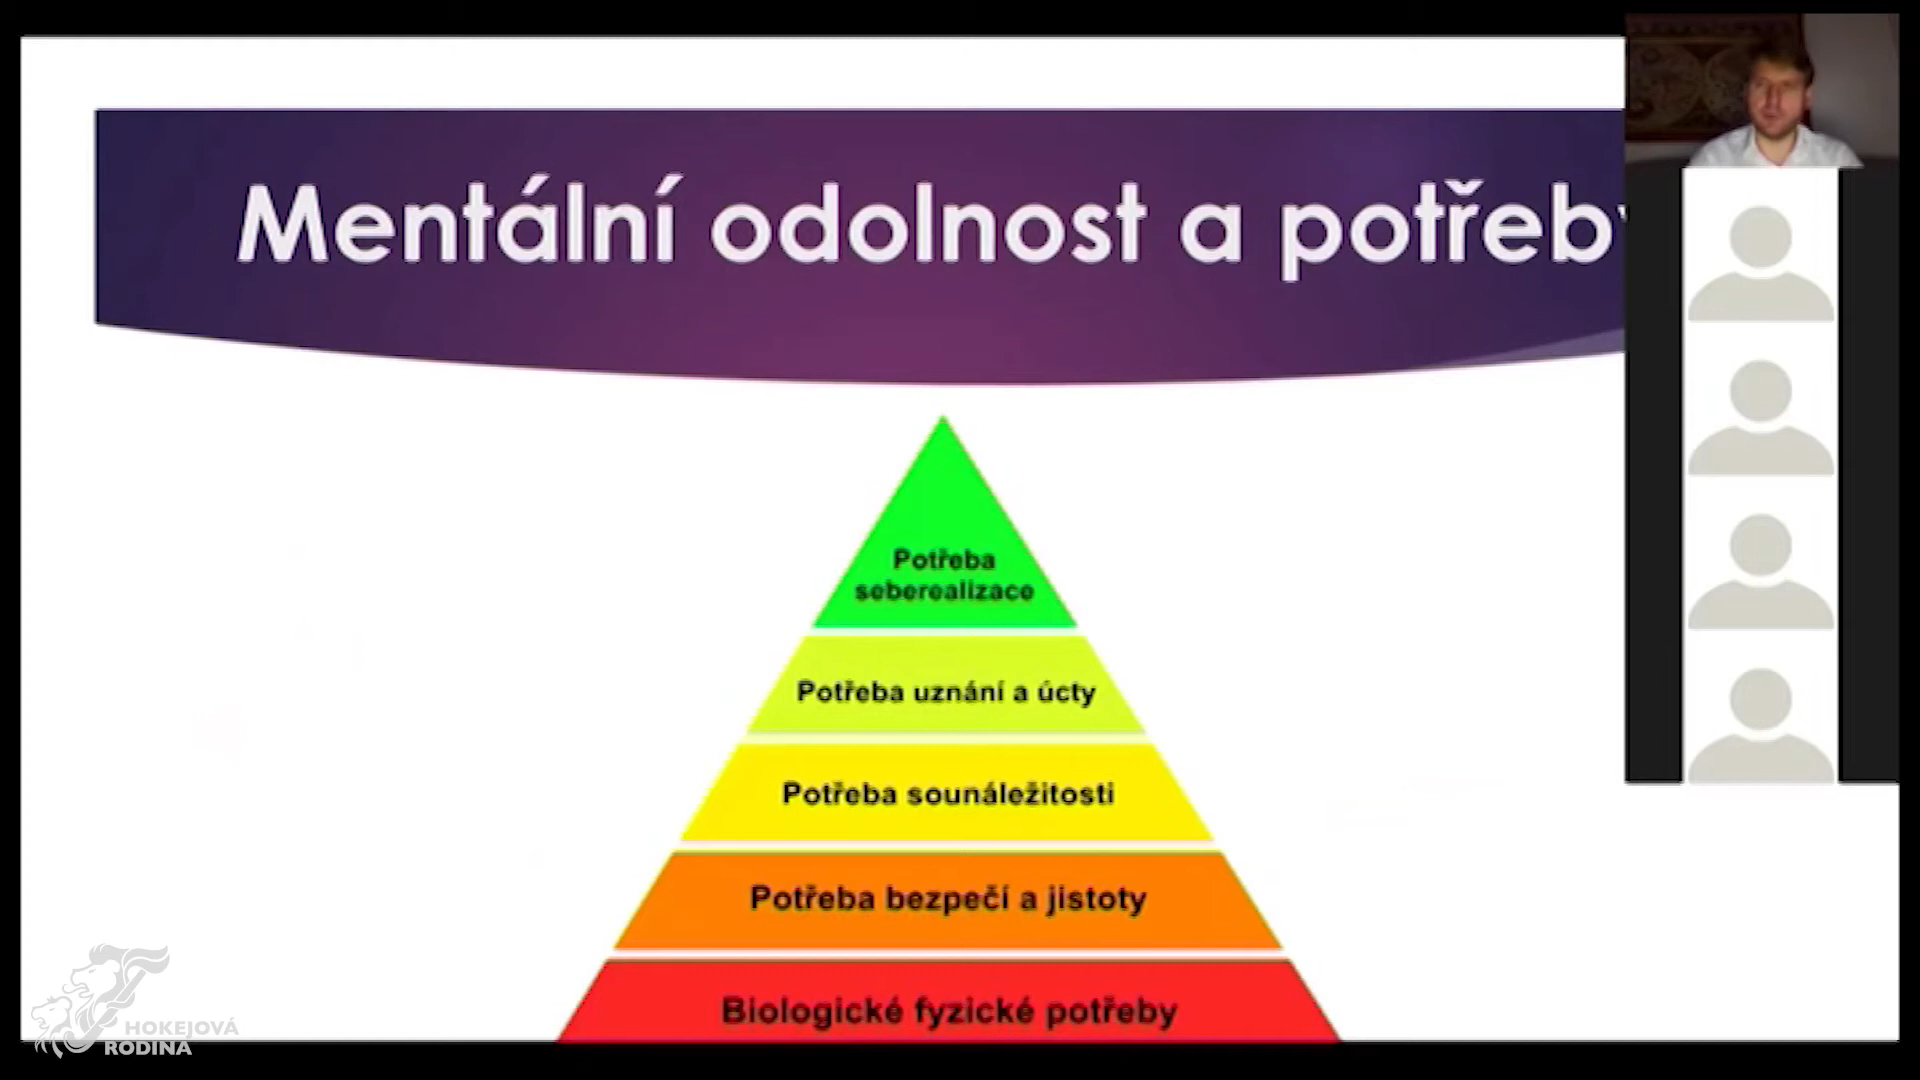 Mentální odolnost a potřeby
Potřeba
seberealizace
Potřeba uznání a úcty
Potřeba sounáležitosti
Potřeba bezpečí a jistoty
Biologické fyzické potřeby
HOKEJOVÁ
RODINA